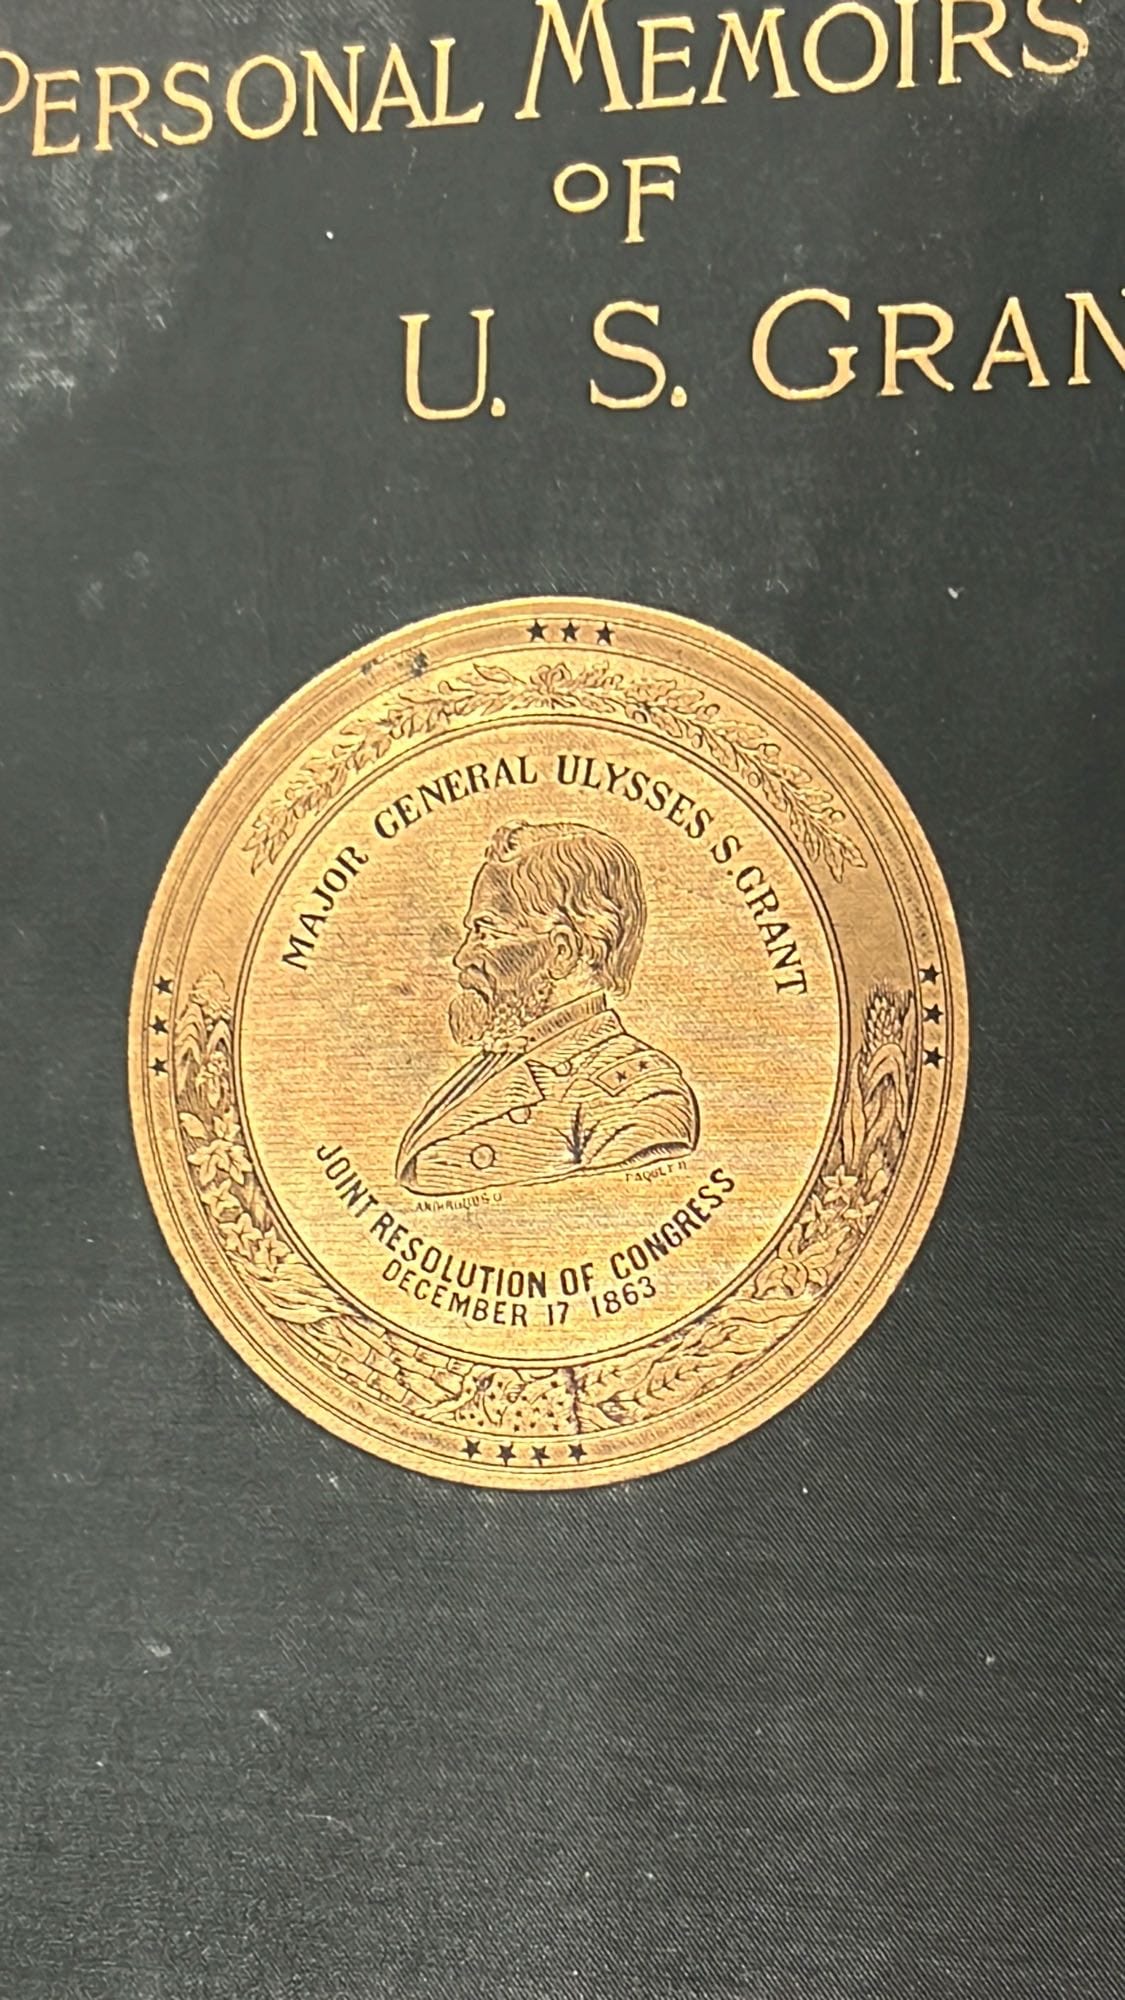 PERSONAL MEMOIRS
OF
U. S. GRAN
MAJOR GENERAL ULYSSES S. GRANT
JOINT RESOLUTION OF CONGRESS
DECEMBER 17 1863